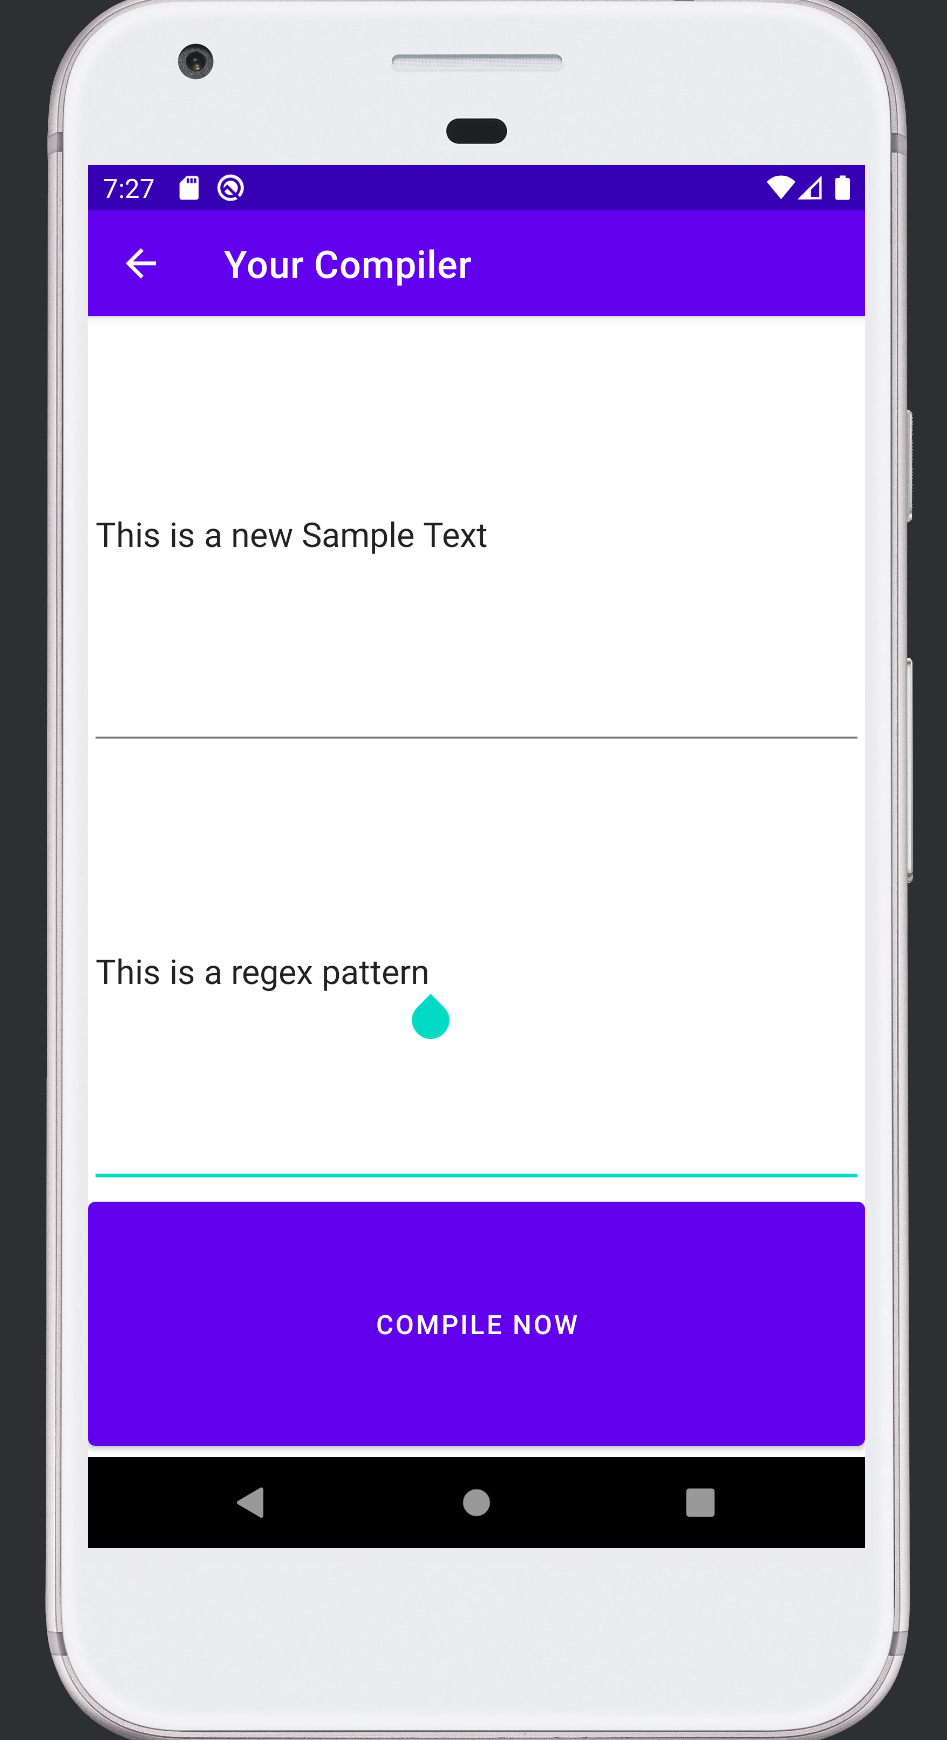 7:27
Your Compiler
This is a new Sample Text
This is a regex pattern
COMPILE NOW